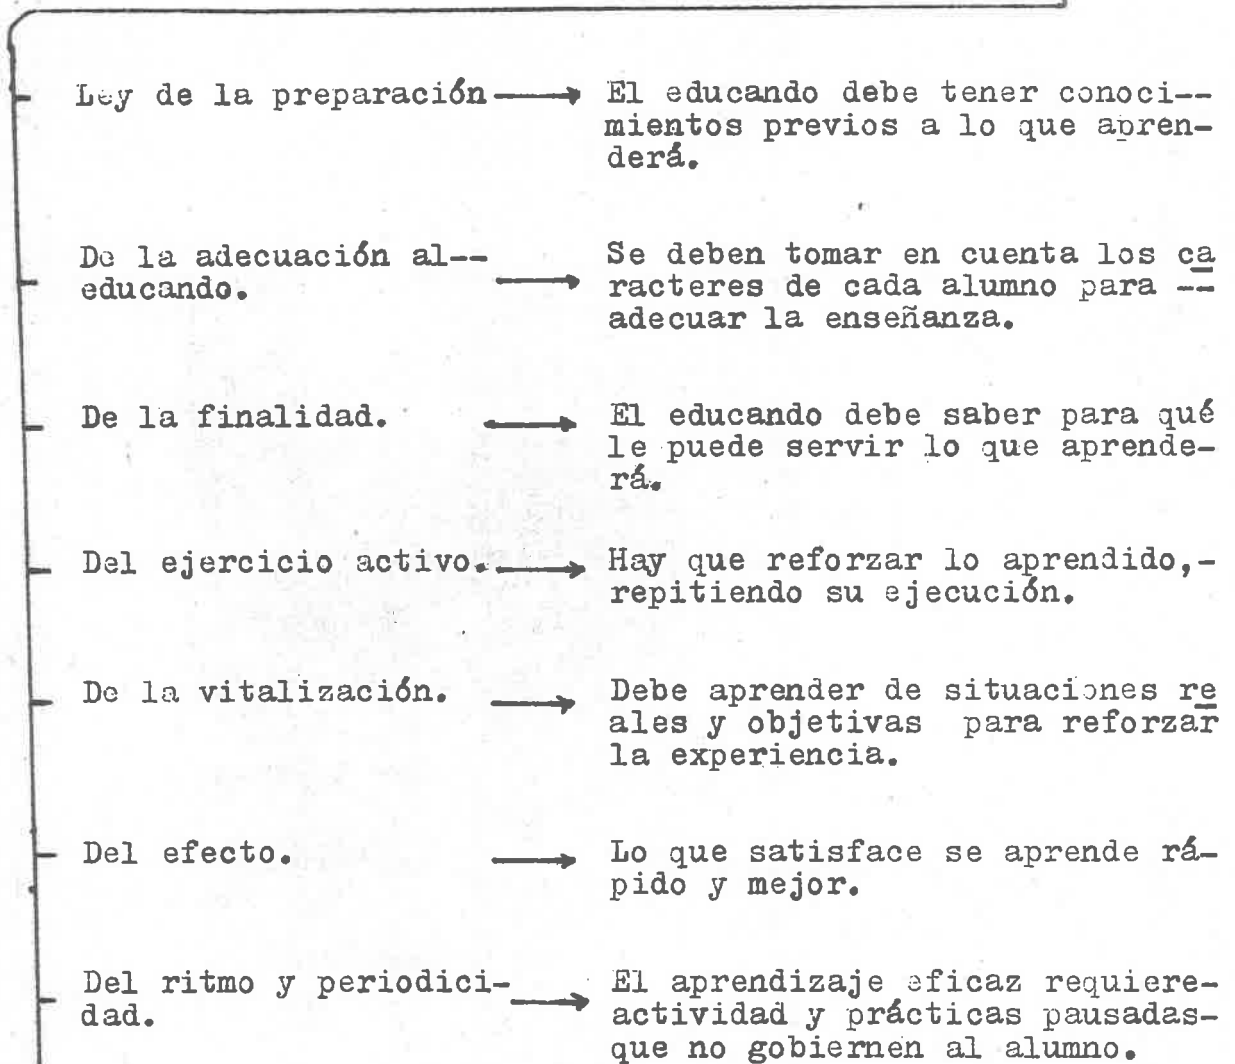 Ley de la preparación → El educando debe tener conoci--
mientos previos a lo que apren-
derá.
De la adecuación al--
educando. →
Se deben tomar en cuenta los ca
racteres de cada alumno para --
adecuar la enseñanza.
De la finalidad. → El educando debe saber para qué
le puede servir lo que aprende-
rá.
Del ejercicio activo. → Hay que reforzar lo aprendido,-
repitiendo su ejecución.
De la vitalización. → Debe aprender de situaciones re
ales y objetivas para reforzar
la experiencia.
Del efecto. → Lo que satisface se aprende rá-
pido y mejor.
Del ritmo y periodici-
dad. →
El aprendizaje eficaz requiere-
actividad y prácticas pausadas-
que no gobiernen al alumno.